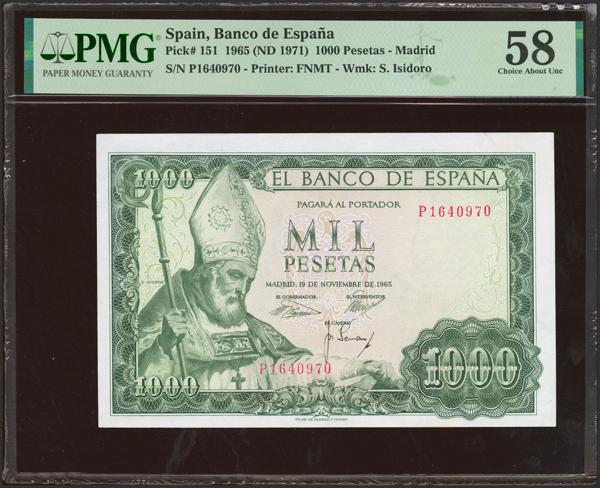 PMG
PAPER MONEY GUARANTY
Spain, Banco de España
Pick# 151 1965 (ND 1971) 1000 Pesetas - Madrid
S/N P1640970 - Printer: FNMT - Wmk: S. Isidoro
58
Choice About Unc
1000
EL BANCO DE ESPAÑA
PAGARÁ AL PORTADOR
P1640970
MIL
PESETAS
MADRID, 19 DE NOVIEMBRE DE 1965
EL GOBERNADOR
EL INTERVENTOR
EL CAJERO
P1640970
1000
1000